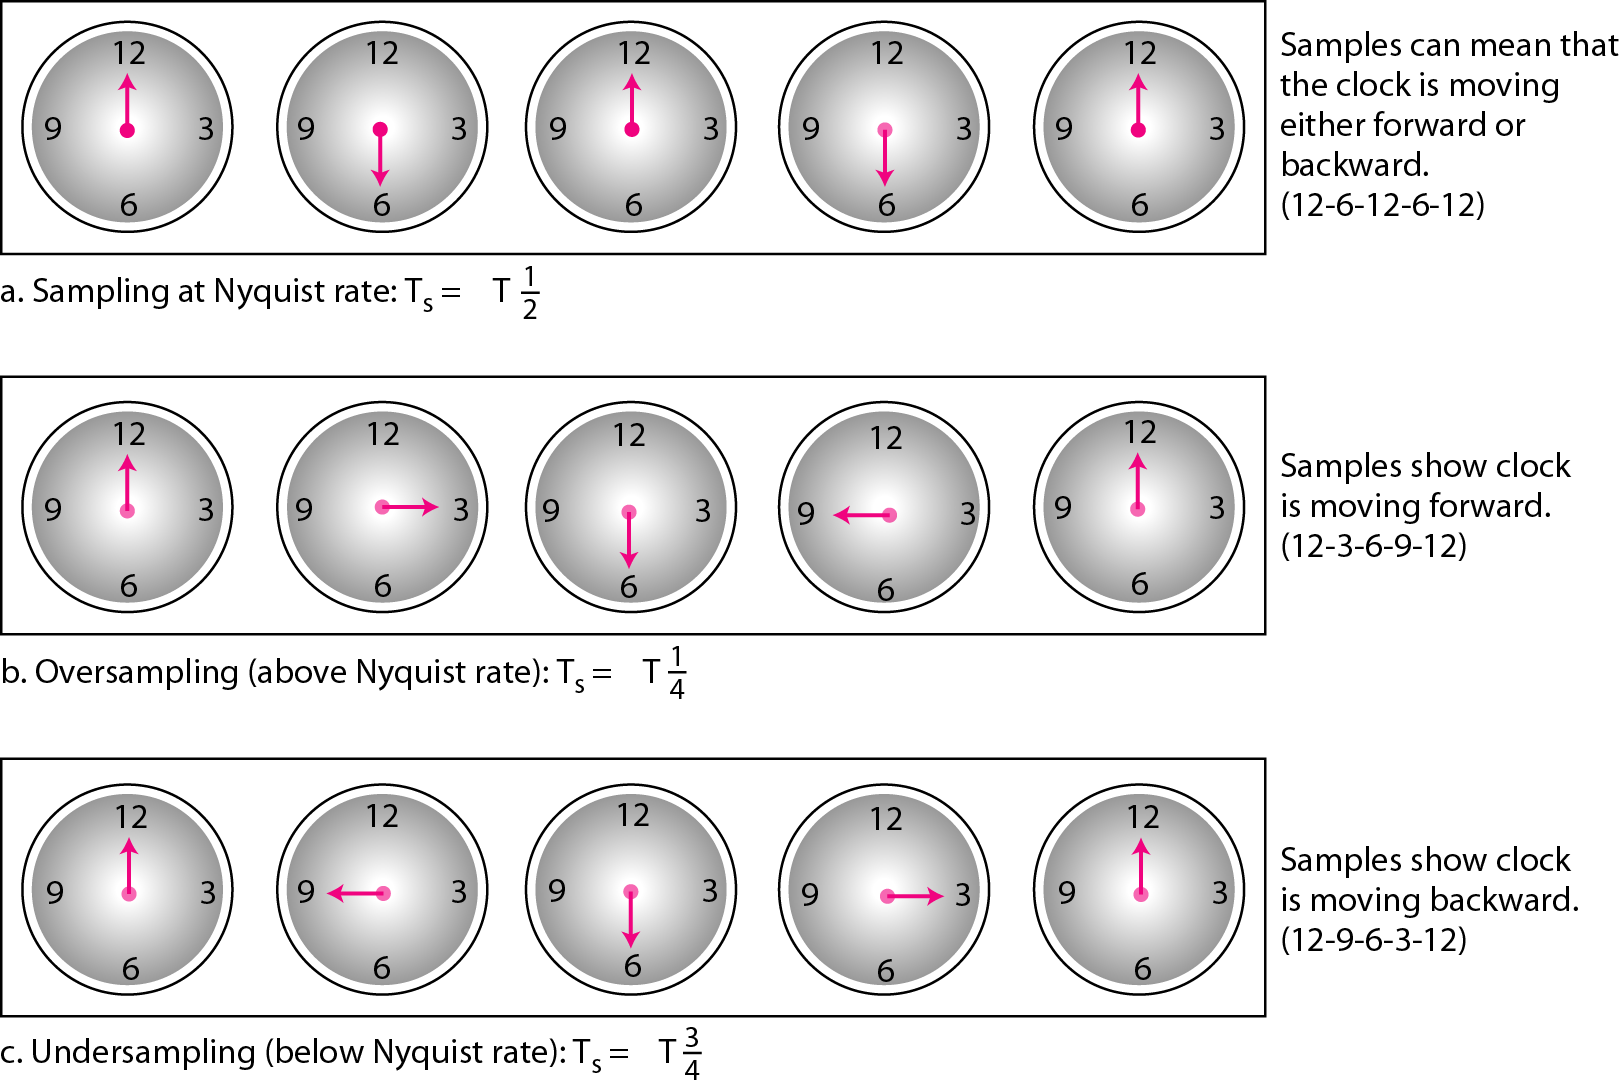 12 12 12 12 12
9 3 9 3 9 3 9 3 9 3
6 6 6 6 6
Samples can mean that
the clock is moving
either forward or
backward.
(12-6-12-6-12)
a. Sampling at Nyquist rate: Ts = T 1/2
12 12 12 12 12
9 3 9 3 9 3 9 3 9 3
6 6 6 6 6
Samples show clock
is moving forward.
(12-3-6-9-12)
b. Oversampling (above Nyquist rate): Ts = T 1/4
12 12 12 12 12
9 3 9 3 9 3 9 3 9 3
6 6 6 6 6
Samples show clock
is moving backward.
(12-9-6-3-12)
c. Undersampling (below Nyquist rate): Ts = T 3/4